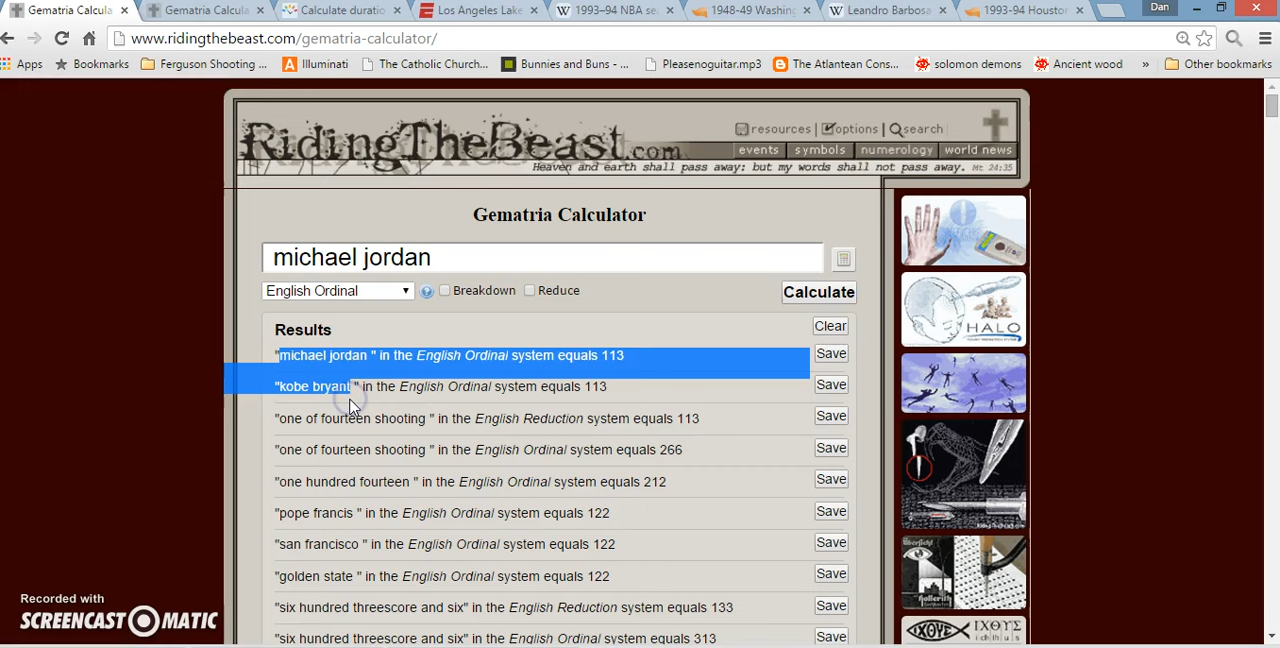 Gematria Calcula
Gematria Calcula
Calculate duratio
Los Angeles Lake
1993–94 NBA se
1948-49 Washing
Leandro Barbosa
1993-94 Houston
Dan
www.ridingthebeast.com/gematria-calculator/
Apps
Bookmarks
Ferguson Shooting ...
Illuminati
The Catholic Church...
Bunnies and Buns - ...
Pleasenoguitar.mp3
The Atlantean Cons...
solomon demons
Ancient wood
»
Other bookmarks
RidingTheBeast.com
resources | options | search
events | symbols | numerology | world news
Heaven and earth shall pass away: but my words shall not pass away. Mt 24:35
Gematria Calculator
michael jordan
English Ordinal
Breakdown
Reduce
Calculate
Results
Clear
"michael jordan " in the English Ordinal system equals 113
Save
"kobe bryant " in the English Ordinal system equals 113
Save
"one of fourteen shooting " in the English Reduction system equals 113
Save
"one of fourteen shooting " in the English Ordinal system equals 266
Save
"one hundred fourteen " in the English Ordinal system equals 212
Save
"pope francis " in the English Ordinal system equals 122
Save
"san francisco " in the English Ordinal system equals 122
Save
"golden state " in the English Ordinal system equals 122
Save
"six hundred threescore and six" in the English Reduction system equals 133
Save
"six hundred threescore and six" in the English Ordinal system equals 313
Save
HALO
ΙΧΘΥΣ
Recorded with
SCREENCAST-O-MATIC